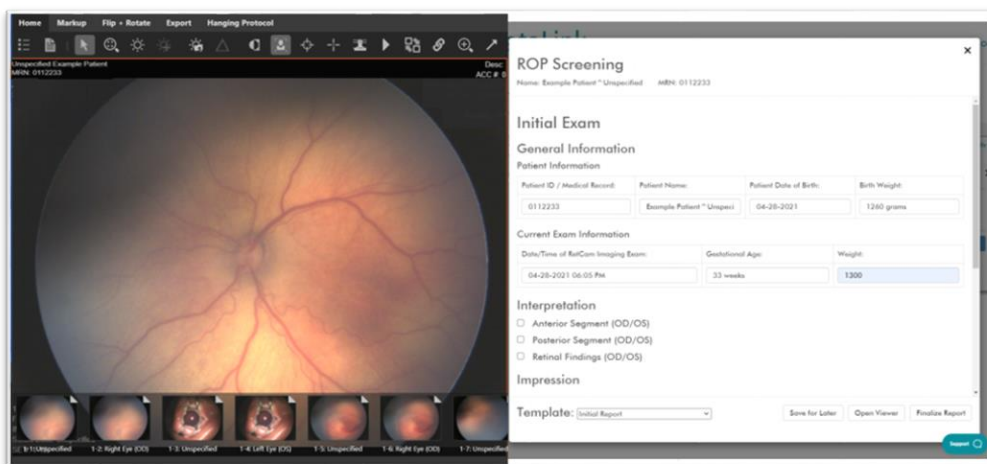 Home Markup Flip + Rotate Export Hanging Protocol
Unspecified Example Patient
MRN: 0112233
Desc
ACC #: 0
1-1: Unspecified
1-2: Right Eye (OD)
1-3: Unspecified
1-4: Left Eye (OS)
1-5: Unspecified
1-6: Right Eye (OD)
1-7: Unspecified
ROP Screening
Name: Example Patient ^ Unspecified MRN: 0112233
Initial Exam
General Information
Patient Information
Patient ID / Medical Record: Patient Name: Patient Date of Birth: Birth Weight:
0112233 Example Patient ^ Unspeci 04-28-2021 1260 grams
Current Exam Information
Date/Time of RetCam Imaging Exam: Gestational Age: Weight:
04-28-2021 06:05 PM 33 weeks 1300
Interpretation
Anterior Segment (OD/OS)
Posterior Segment (OD/OS)
Retinal Findings (OD/OS)
Impression
Template: Initial Report Save for Later Open Viewer Finalize Report
Support